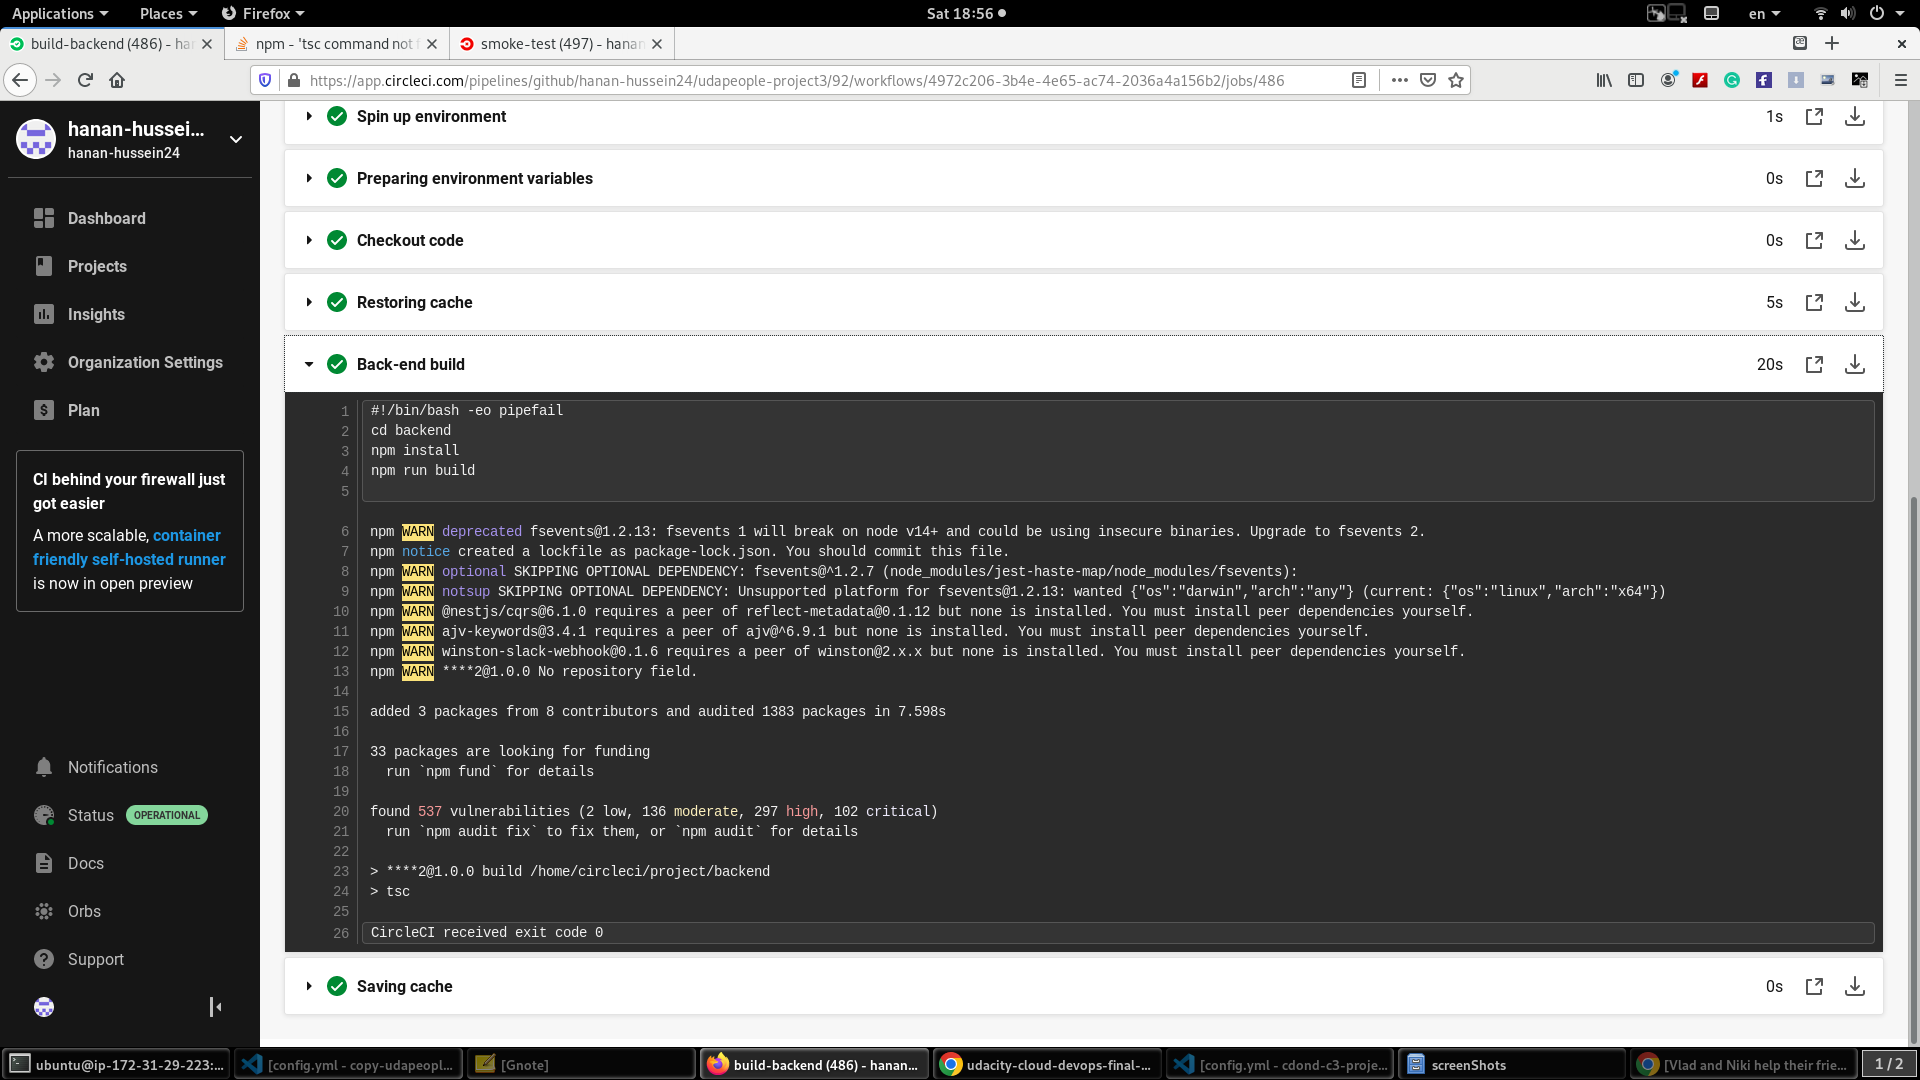 Applications
Places
Firefox
Sat 18:56
en
build-backend (486) - han
npm - 'tsc command not f
smoke-test (497) - hanan
https://app.circleci.com/pipelines/github/hanan-hussein24/udapeople-project3/92/workflows/4972c206-3b4e-4e65-ac74-2036a4a156b2/jobs/486
hanan-hussei...
hanan-hussein24
Dashboard
Projects
Insights
Organization Settings
Plan
CI behind your firewall just
got easier
A more scalable, container
friendly self-hosted runner
is now in open preview
Notifications
Status OPERATIONAL
Docs
Orbs
Support
Spin up environment 1s
Preparing environment variables 0s
Checkout code 0s
Restoring cache 5s
Back-end build 20s
1 #!/bin/bash -eo pipefail
2 cd backend
3 npm install
4 npm run build
5
6 npm WARN deprecated fsevents@1.2.13: fsevents 1 will break on node v14+ and could be using insecure binaries. Upgrade to fsevents 2.
7 npm notice created a lockfile as package-lock.json. You should commit this file.
8 npm WARN optional SKIPPING OPTIONAL DEPENDENCY: fsevents@^1.2.7 (node_modules/jest-haste-map/node_modules/fsevents):
9 npm WARN notsup SKIPPING OPTIONAL DEPENDENCY: Unsupported platform for fsevents@1.2.13: wanted {"os":"darwin","arch":"any"} (current: {"os":"linux","arch":"x64"})
10 npm WARN @nestjs/cqrs@6.1.0 requires a peer of reflect-metadata@0.1.12 but none is installed. You must install peer dependencies yourself.
11 npm WARN ajv-keywords@3.4.1 requires a peer of ajv@^6.9.1 but none is installed. You must install peer dependencies yourself.
12 npm WARN winston-slack-webhook@0.1.6 requires a peer of winston@2.x.x but none is installed. You must install peer dependencies yourself.
13 npm WARN ****2@1.0.0 No repository field.
14
15 added 3 packages from 8 contributors and audited 1383 packages in 7.598s
16
17 33 packages are looking for funding
18 run `npm fund` for details
19
20 found 537 vulnerabilities (2 low, 136 moderate, 297 high, 102 critical)
21 run `npm audit fix` to fix them, or `npm audit` for details
22
23 > ****2@1.0.0 build /home/circleci/project/backend
24 > tsc
25
26 CircleCI received exit code 0
Saving cache 0s
ubuntu@ip-172-31-29-223:...
[config.yml - copy-udapeopl...
[Gnote]
build-backend (486) - hanan...
udacity-cloud-devops-final-...
[config.yml - cdond-c3-proje...
screenShots
[Vlad and Niki help their frie...
1 / 2